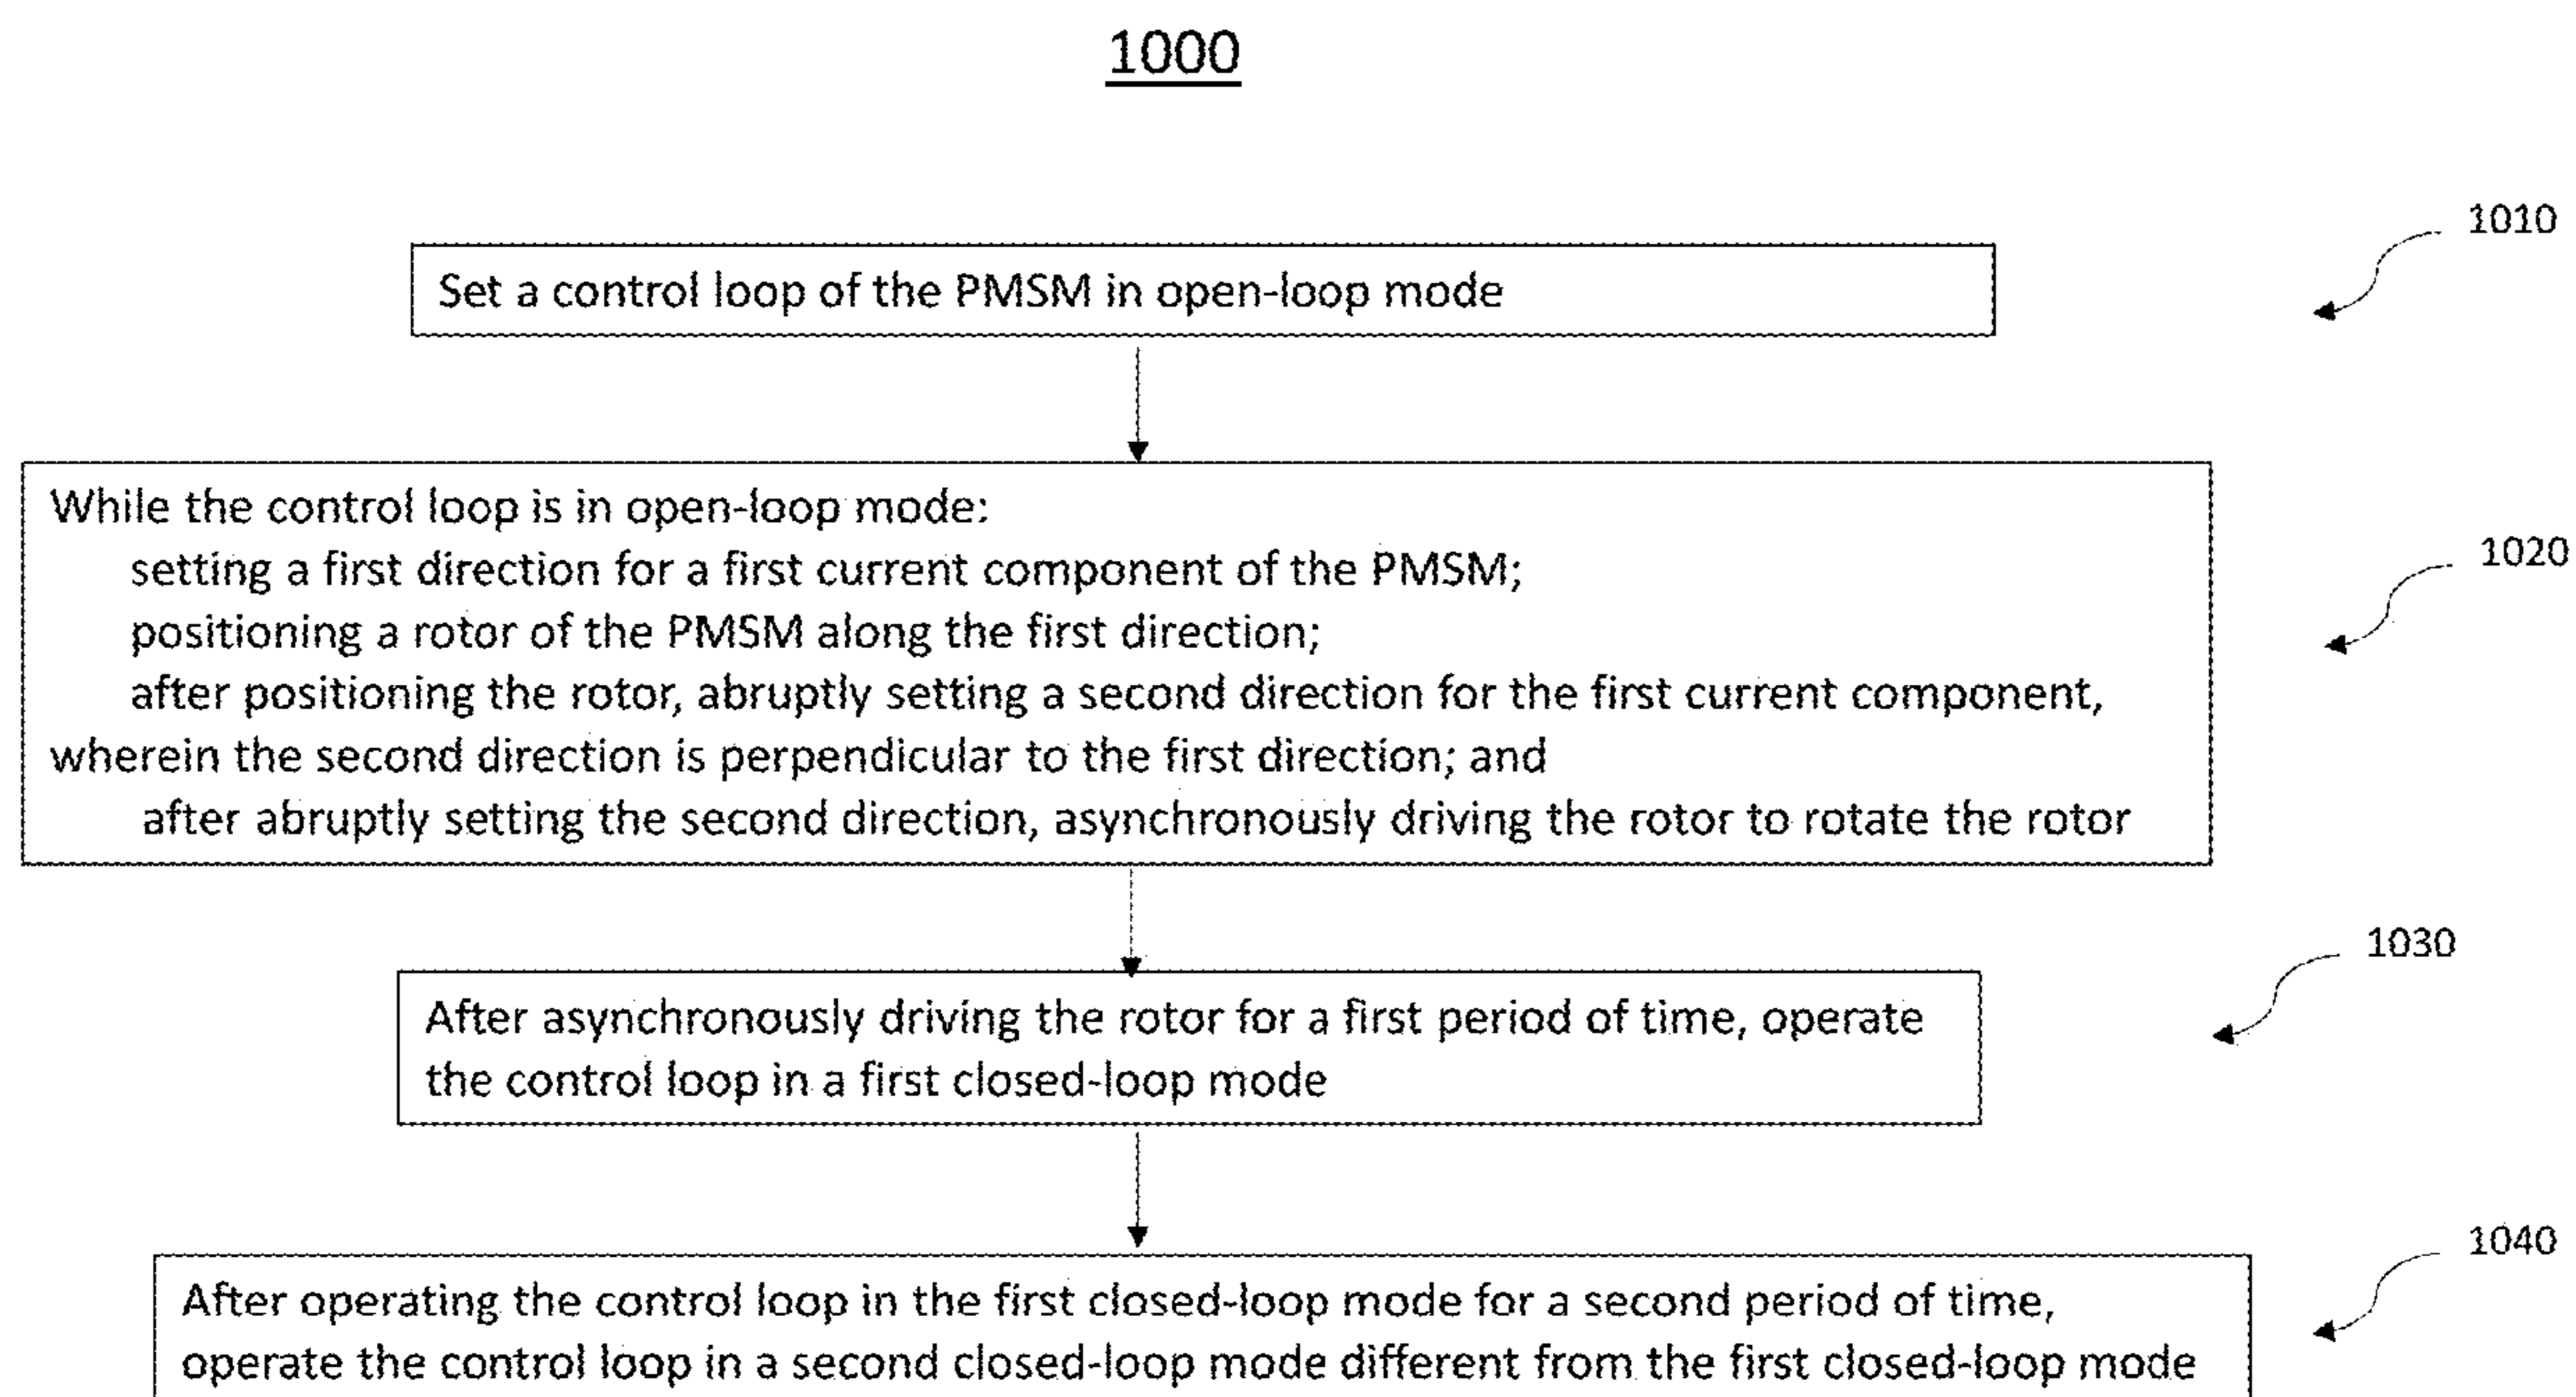 1000
1010
Set a control loop of the PMSM in open-loop mode
While the control loop is in open-loop mode:
setting a first direction for a first current component of the PMSM;
1020
positioning a rotor of the PMSM along the first direction;
after positioning the rotor, abruptly setting a second direction for the first current component,
wherein the second direction is perpendicular to the first direction; and
after abruptly setting the second direction, asynchronously driving the rotor to rotate the rotor
1030
After asynchronously driving the rotor for a first period of time, operate
the control loop in a first closed-loop mode
1040
After operating the control loop in the first closed-loop mode for a second period of time,
operate the control loop in a second closed-loop mode different from the first closed-loop mode